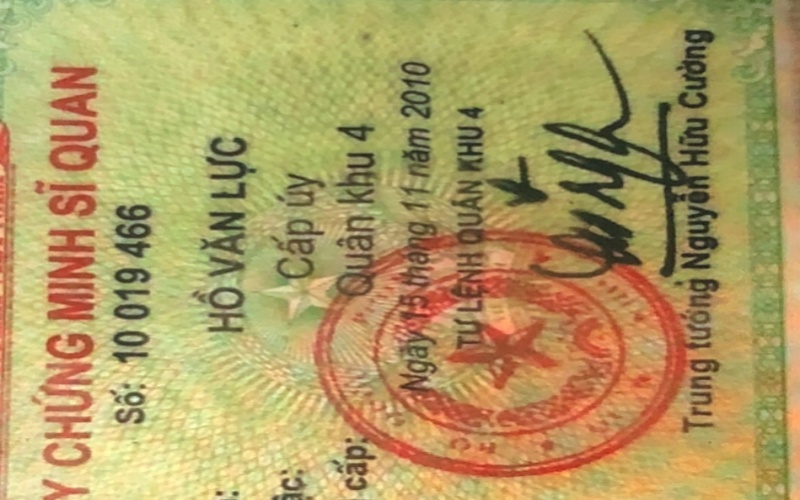 Y CHỨNG MINH SĨ QUAN
Số: 10 019 466
HỒ VĂN LỰC
Cấp úy
Quân khu 4
cấp:
Ngày 15 tháng 11 năm 2010
TƯ LỆNH QUÂN KHU 4
Trung tướng Nguyễn Hữu Cường